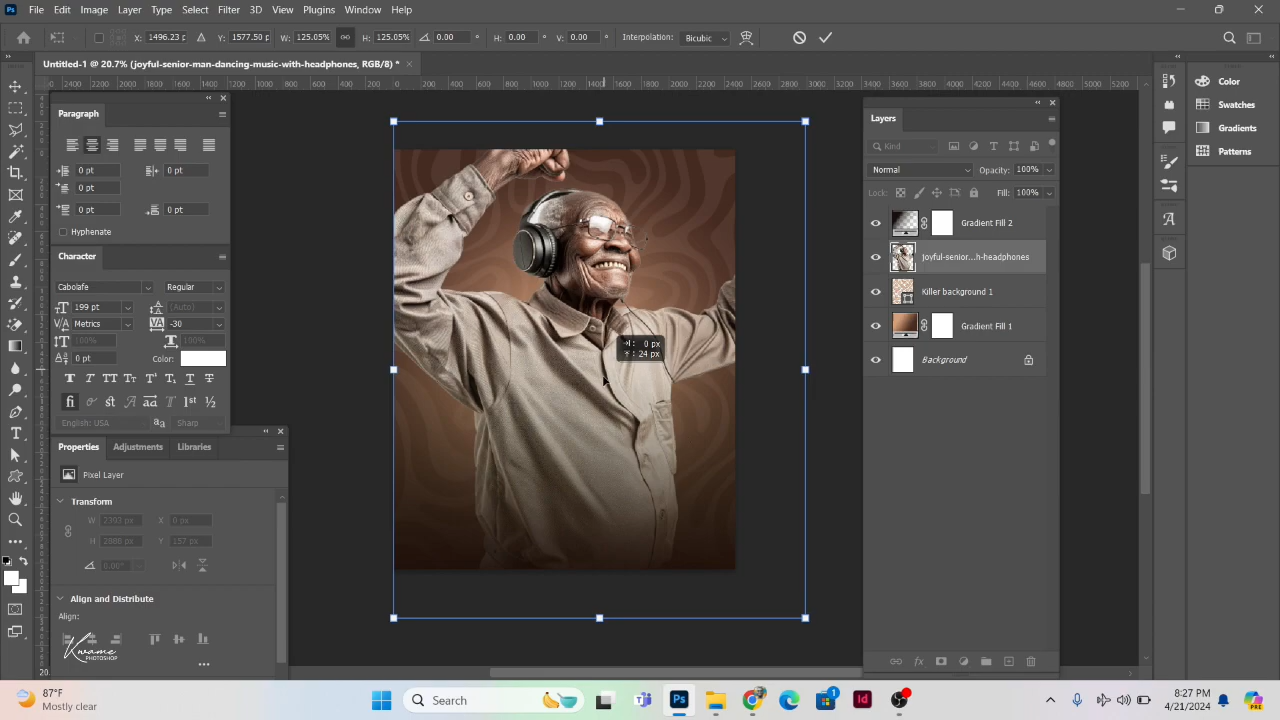 Ps File Edit Image Layer Type Select Filter 3D View Plugins Window Help
X: 1496.23 p Y: 1577.50 p W: 125.05% H: 125.05% 0.00 ° H: 0.00 ° V: 0.00 ° Interpolation: Bicubic
Untitled-1 @ 20.7% (joyful-senior-man-dancing-music-with-headphones, RGB/8) * ×
Paragraph
0 pt 0 pt
0 pt
0 pt 0 pt
Hyphenate
Character
Cabolafe Regular
199 pt (Auto)
Metrics -30
100% 100%
0 pt Color:
English: USA aa Sharp
Properties Adjustments Libraries
Pixel Layer
Transform
W 2393 px X 0 px
H 2888 px Y 157 px
0.00°
Align and Distribute
Align:
Kwame
PHOTOSHOP
0 px
24 px
Layers
Kind
Normal Opacity: 100%
Lock: Fill: 100%
Gradient Fill 2
joyful-senior...h-headphones
Killer background 1
Gradient Fill 1
Background
Color
Swatches
Gradients
Patterns
87°F
Mostly clear
Search
8:27 PM
4/21/2024